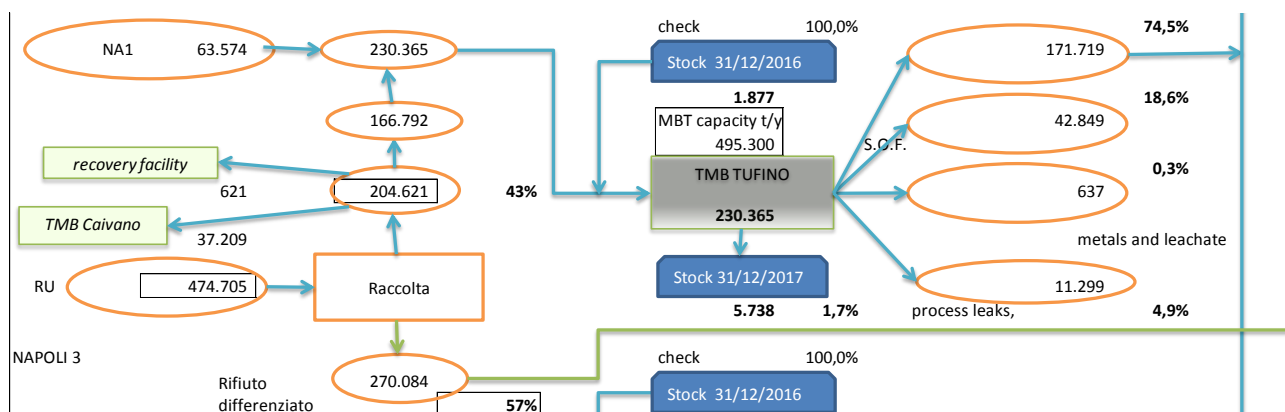 check 100,0% 74,5%
NA1 63.574 230.365 171.719
Stock 31/12/2016
1.877 18,6%
166.792 MBT capacity t/y 42.849
495.300 S.O.F.
recovery facility TMB TUFINO 0,3%
621 204.621 43% 637
TMB Caivano 230.365
37.209 metals and leachate
RU 474.705 Raccolta Stock 31/12/2017 11.299
5.738 1,7% process leaks, 4,9%
NAPOLI 3 check 100,0%
270.084
Rifiuto Stock 31/12/2016
differenziato 57%